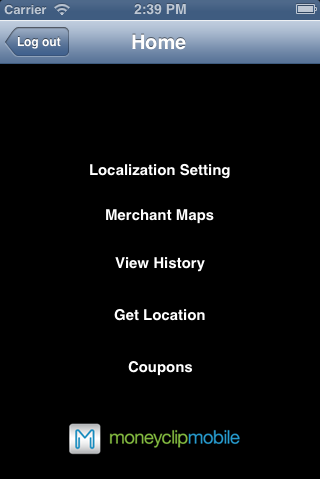 Carrier 2:39 PM
Log out Home
Localization Setting
Merchant Maps
View History
Get Location
Coupons
M moneyclipmobile